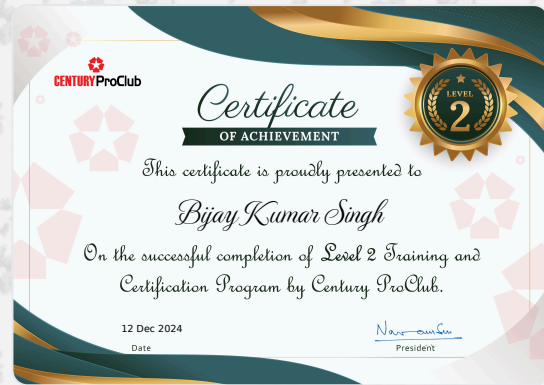 CENTURY ProClub
LEVEL
2
Certificate
OF ACHIEVEMENT
This certificate is proudly presented to
Bijay Kumar Singh
On the successful completion of Level 2 Training and
Certification Program by Century ProClub.
12 Dec 2024
Date
President